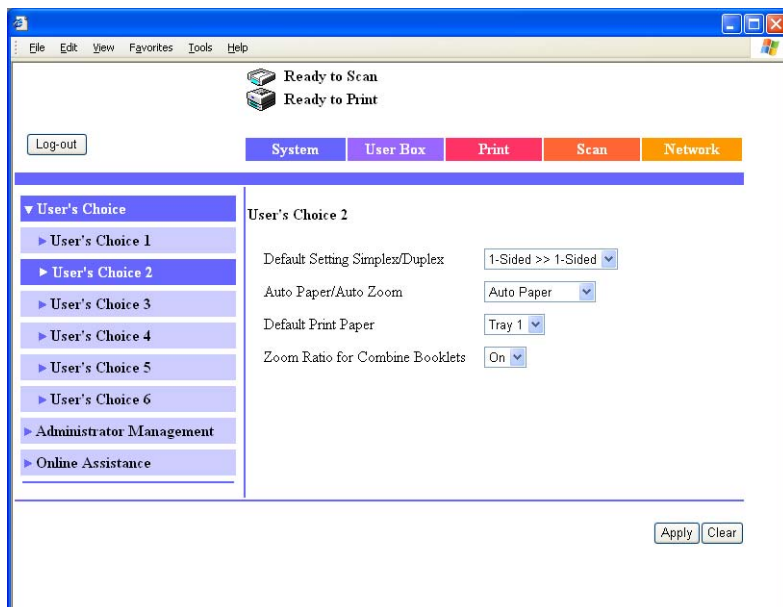 File Edit View Favorites Tools Help
Ready to Scan
Ready to Print
Log-out
System User Box Print Scan Network
User's Choice
User's Choice 1
User's Choice 2
User's Choice 3
User's Choice 4
User's Choice 5
User's Choice 6
Administrator Management
Online Assistance
User's Choice 2
Default Setting Simplex/Duplex 1-Sided >> 1-Sided
Auto Paper/Auto Zoom Auto Paper
Default Print Paper Tray 1
Zoom Ratio for Combine Booklets On
Apply Clear